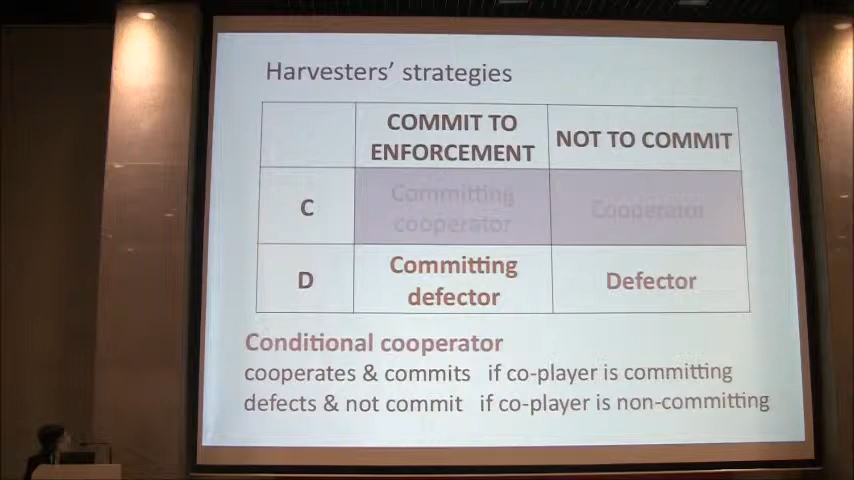 Harvesters' strategies
COMMIT TO
ENFORCEMENT
NOT TO COMMIT
C
Committing
cooperator
Cooperator
D
Committing
defector
Defector
Conditional cooperator
cooperates & commits if co-player is committing
defects & not commit if co-player is non-committing